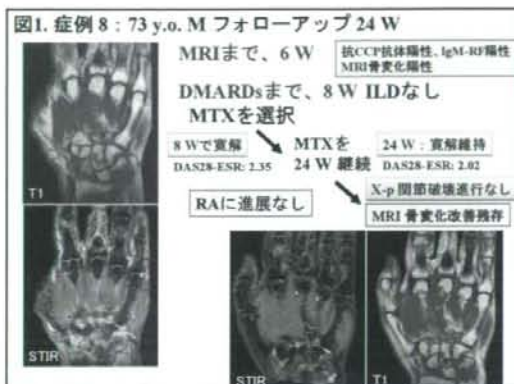 図1. 症例 8：73 y.o. M フォローアップ 24 W
MRIまで、6 W
抗CCP抗体陽性、IgM-RF陽性
MRI骨変化陽性
DMARDsまで、8 W ILDなし
MTXを選択
8 Wで寛解
DAS28-ESR: 2.35
MTXを
24 W 継続
24 W：寛解維持
DAS28-ESR: 2.02
X-p 関節破壊進行なし
RAに進展なし
MRI 骨変化改善残存
T1
STIR
STIR
T1